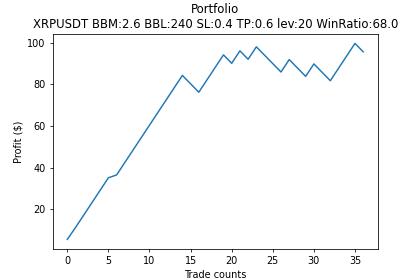 Portfolio
XRPUSDT BBM:2.6 BBL:240 SL:0.4 TP:0.6 lev:20 WinRatio:68.0
100
80
60
40
20
Profit ($)
0 5 10 15 20 25 30 35
Trade counts